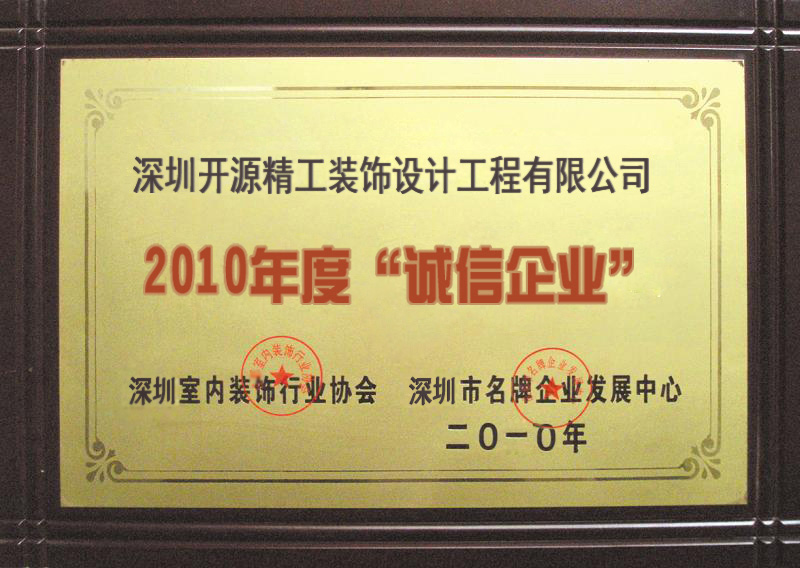 深圳开源精工装饰设计工程有限公司
2010年度“诚信企业”
深圳室内装饰行业协会 深圳市名牌企业发展中心
二〇一〇年